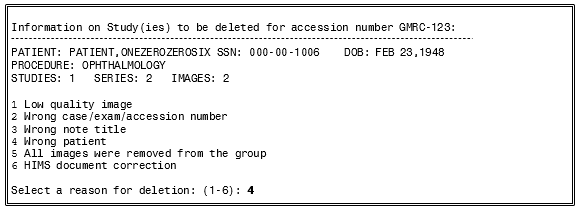 Information on Study(ies) to be deleted for accession number GMRC-123:
--------------------------------------------------------------------------------
PATIENT: PATIENT,ONEZEROZEROSIX SSN: 000-00-1006    DOB: FEB 23,1948
PROCEDURE: OPHTHALMOLOGY
STUDIES: 1   SERIES: 2   IMAGES: 2
1 Low quality image
2 Wrong case/exam/accession number
3 Wrong note title
4 Wrong patient
5 All images were removed from the group
6 HIMS document correction
Select a reason for deletion: (1-6): 4